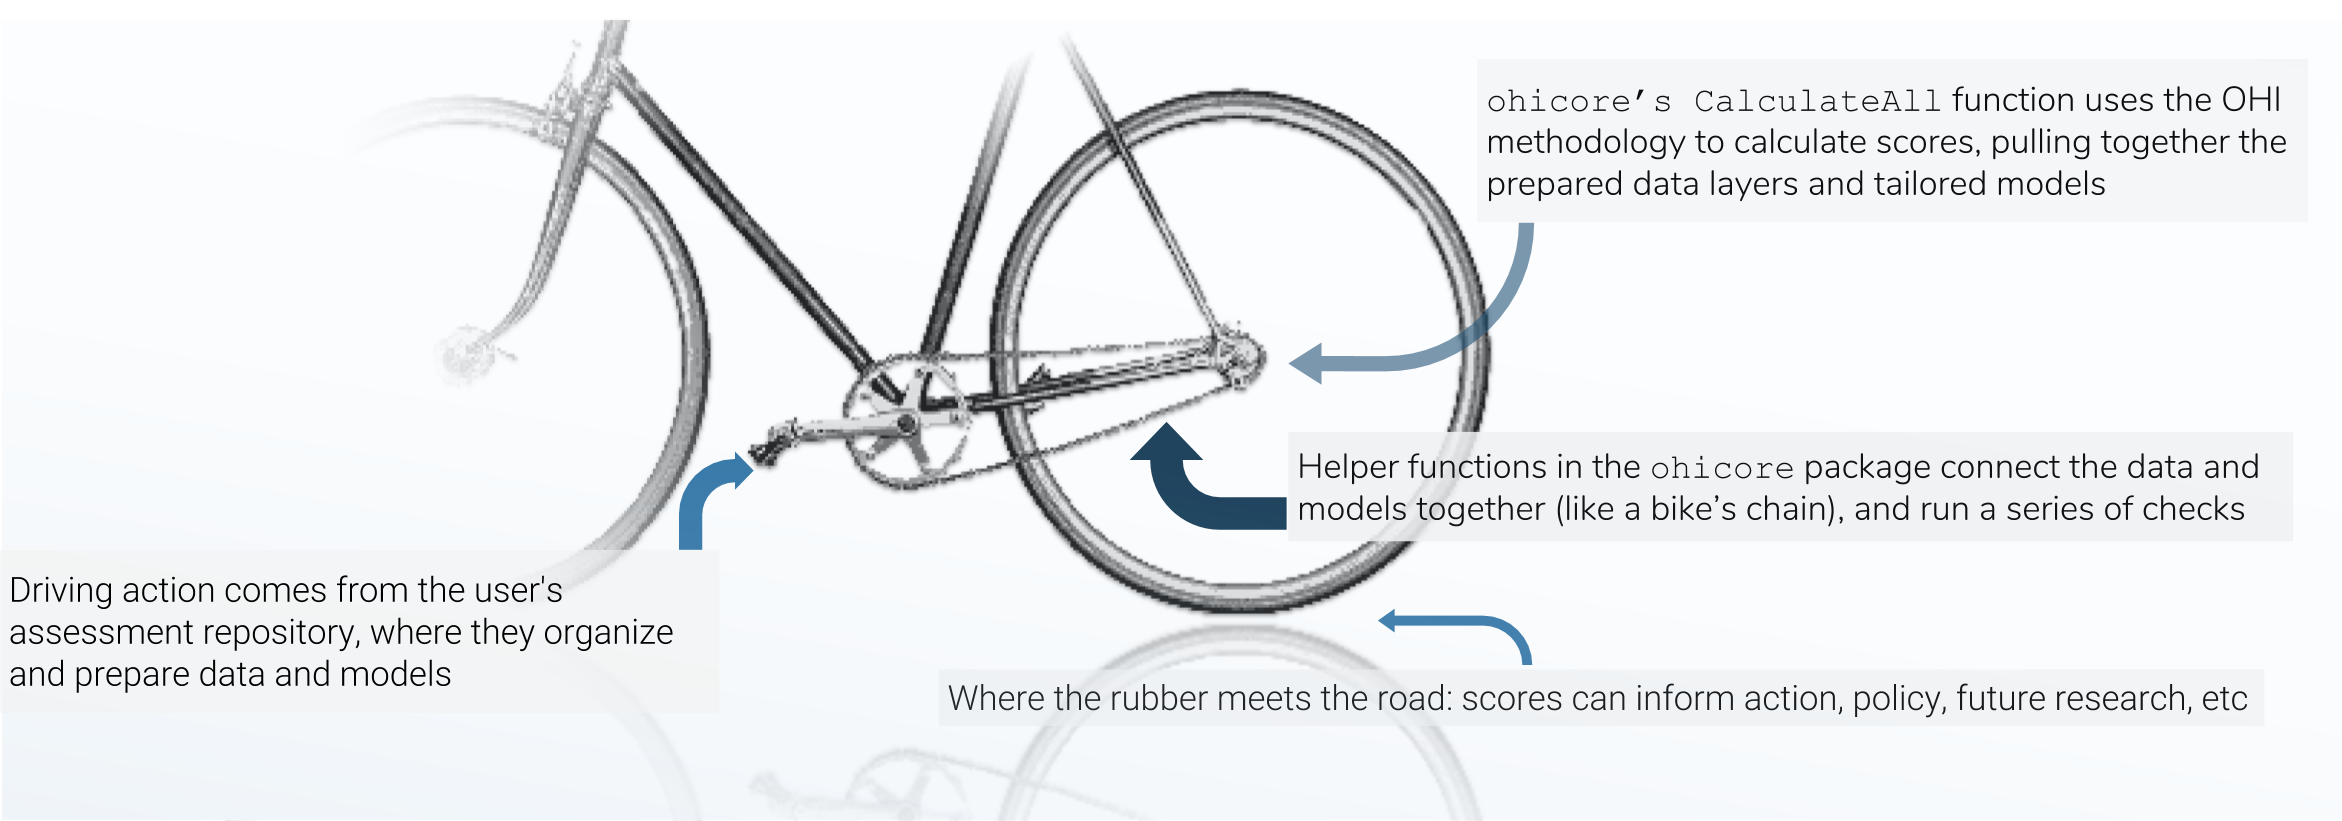 ohicore’s CalculateAll function uses the OHI
methodology to calculate scores, pulling together the
prepared data layers and tailored models
Helper functions in the ohicore package connect the data and
models together (like a bike’s chain), and run a series of checks
Driving action comes from the user's
assessment repository, where they organize
and prepare data and models
Where the rubber meets the road: scores can inform action, policy, future research, etc